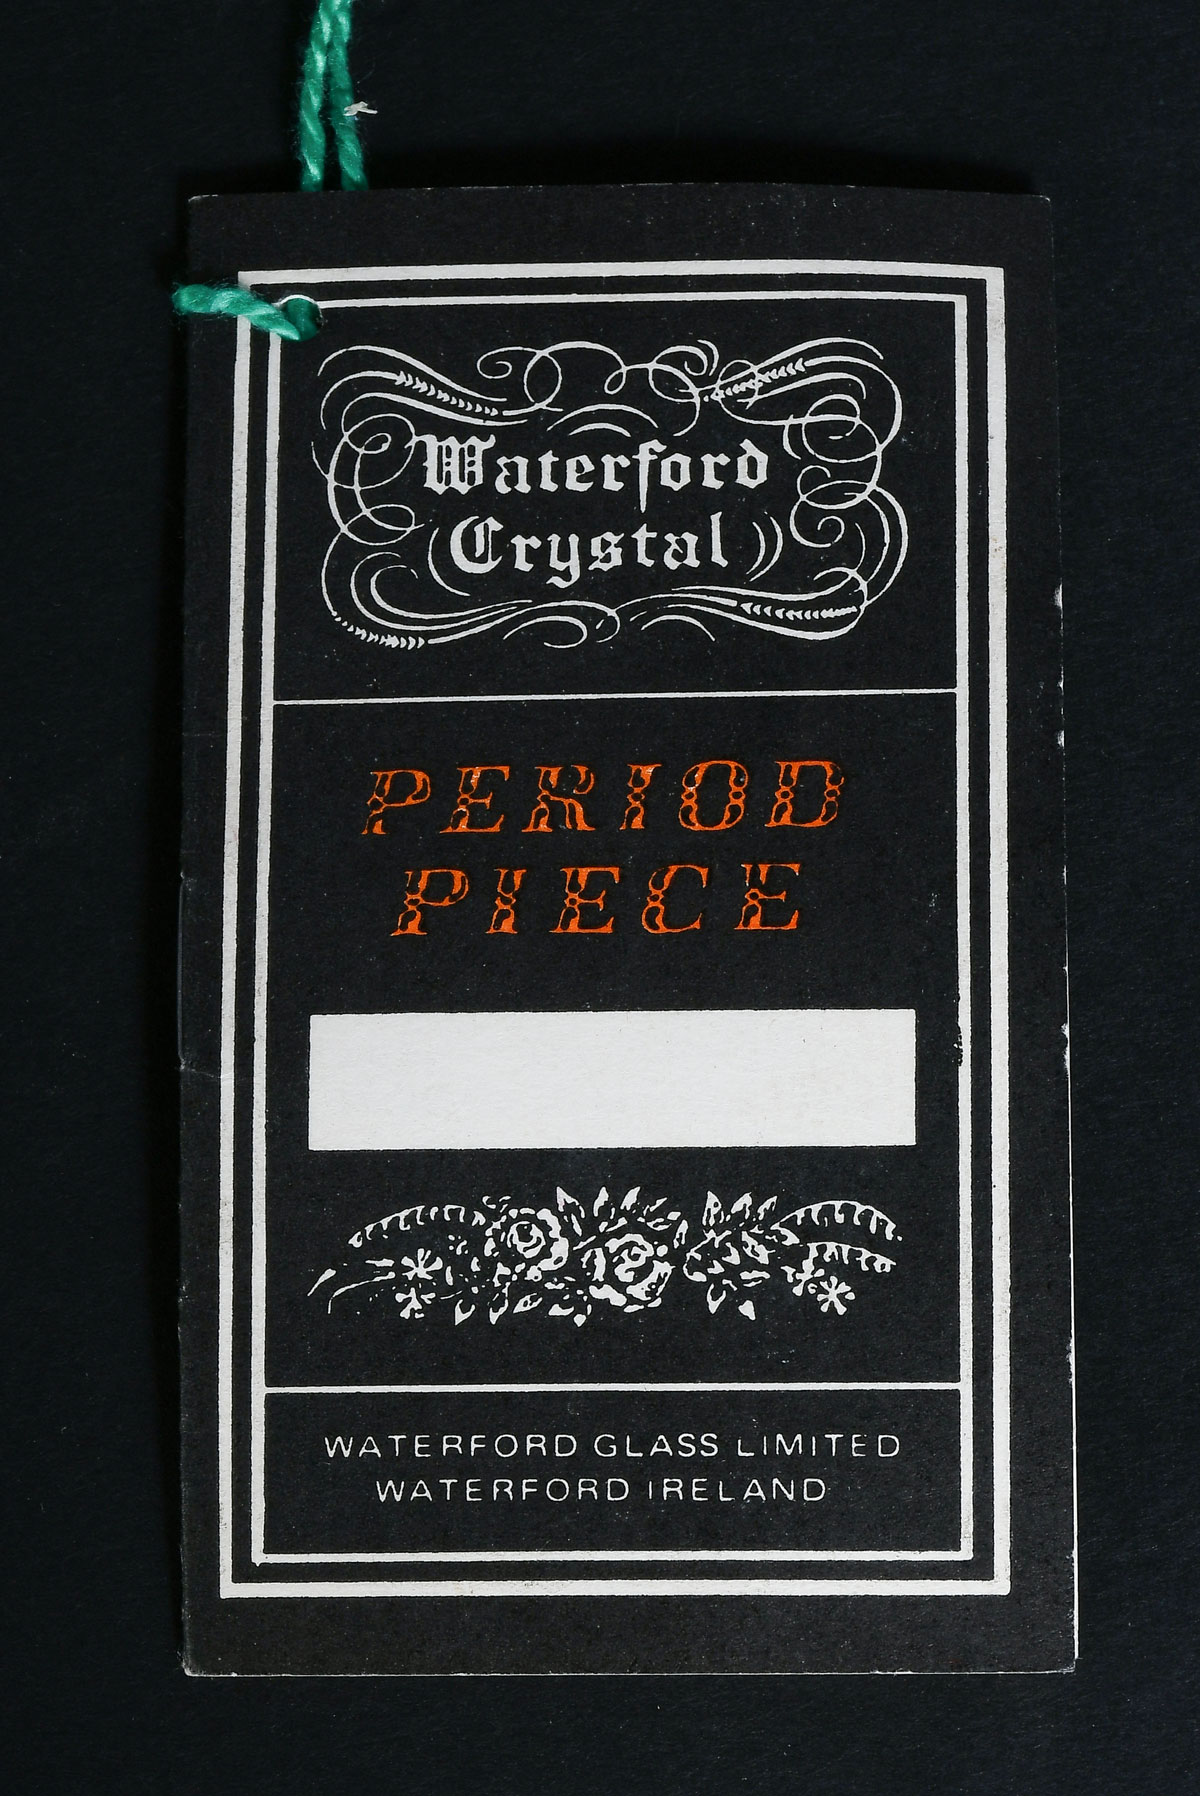 Waterford
Crystal
PERIOD
PIECE
WATERFORD GLASS LIMITED
WATERFORD IRELAND